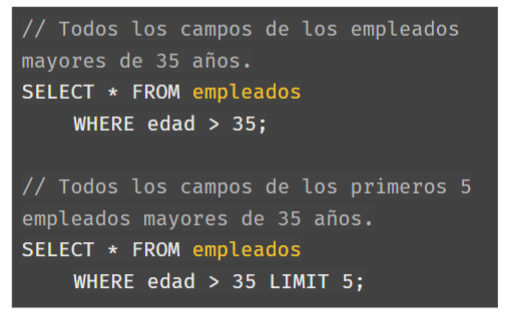 // Todos los campos de los empleados
mayores de 35 años.
SELECT * FROM empleados
WHERE edad > 35;
// Todos los campos de los primeros 5
empleados mayores de 35 años.
SELECT * FROM empleados
WHERE edad > 35 LIMIT 5;